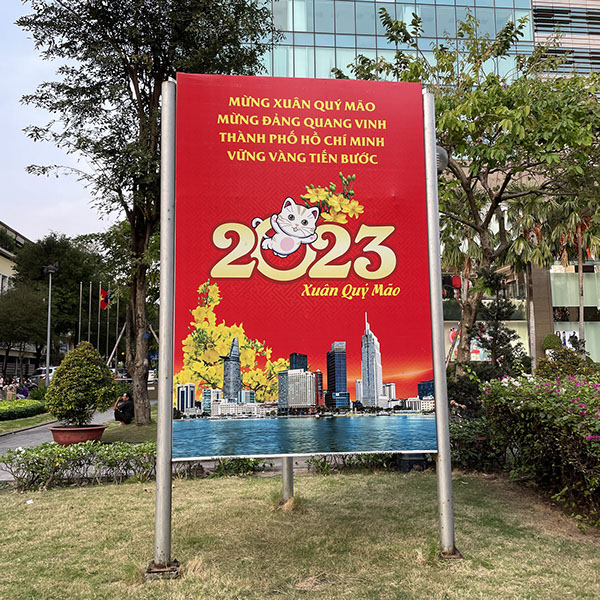 MỪNG XUÂN QUÝ MÃO
MỪNG ĐẢNG QUANG VINH
THÀNH PHỐ HỒ CHÍ MINH
VỮNG VÀNG TIẾN BƯỚC
2023
Xuân Quý Mão